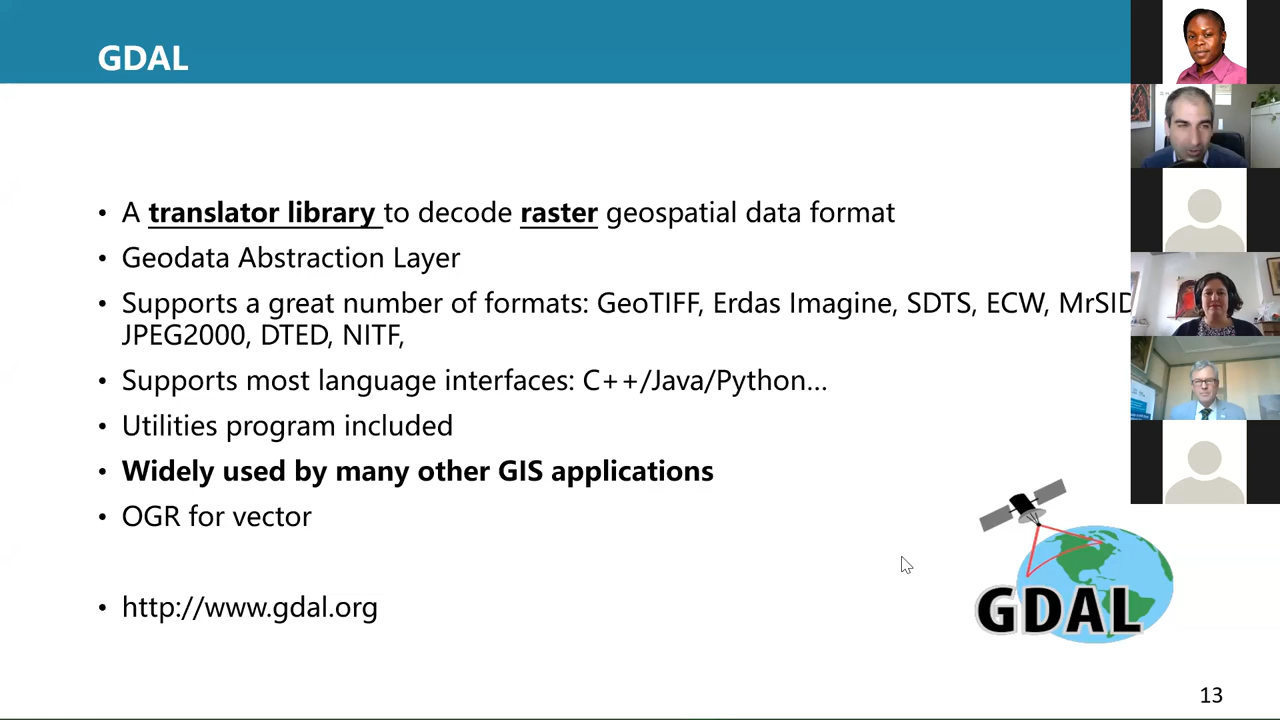 GDAL
• A translator library to decode raster geospatial data format
• Geodata Abstraction Layer
• Supports a great number of formats: GeoTIFF, Erdas Imagine, SDTS, ECW, MrSID
JPEG2000, DTED, NITF,
• Supports most language interfaces: C++/Java/Python...
• Utilities program included
• Widely used by many other GIS applications
• OGR for vector
• http://www.gdal.org
GDAL
13